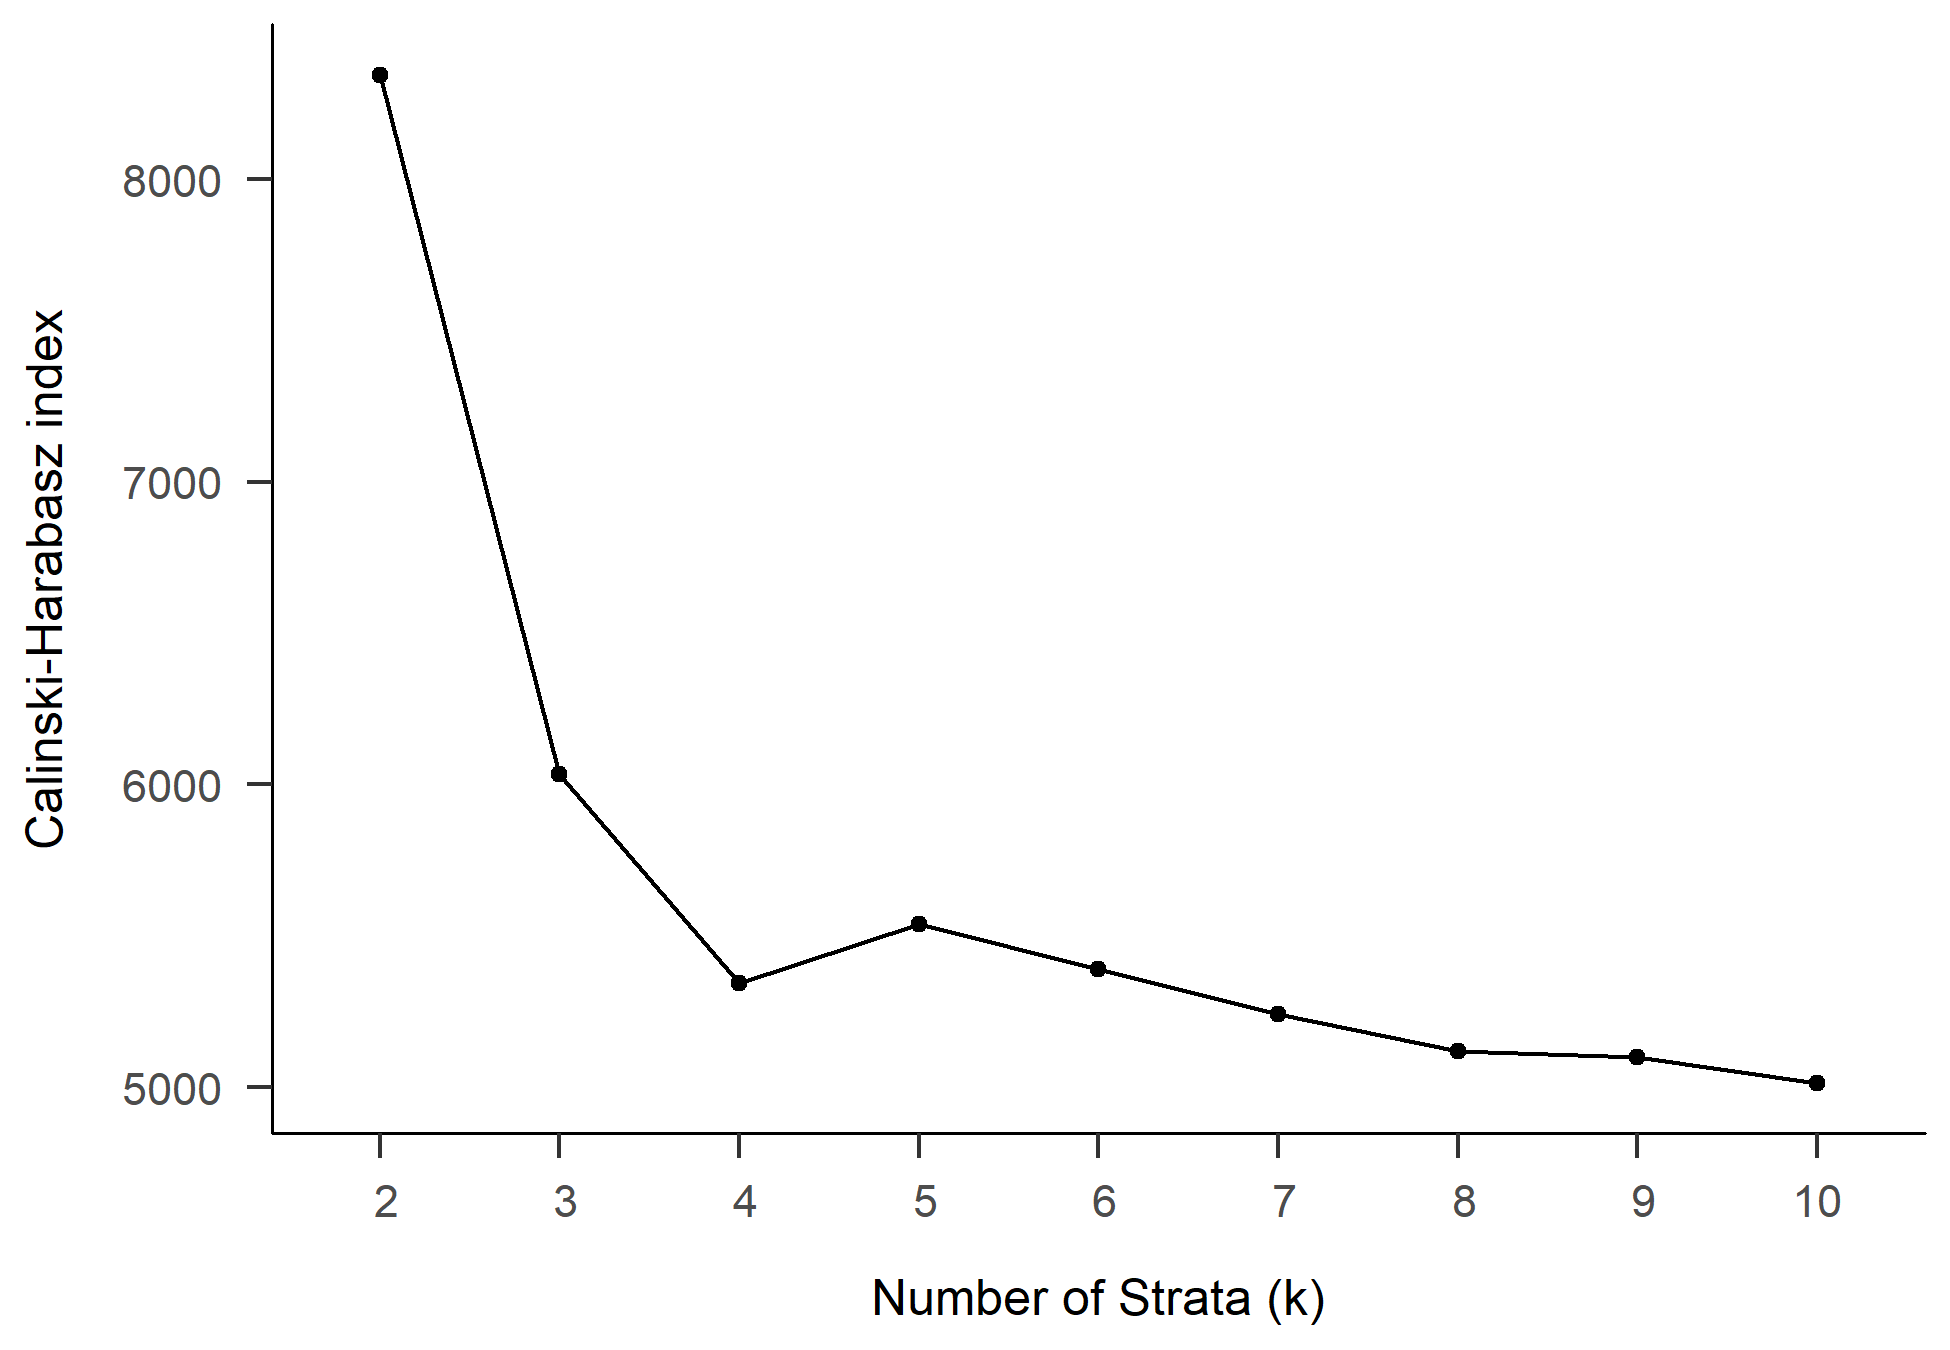 Calinski-Harabasz index
8000
7000
6000
5000
2 3 4 5 6 7 8 9 10
Number of Strata (k)